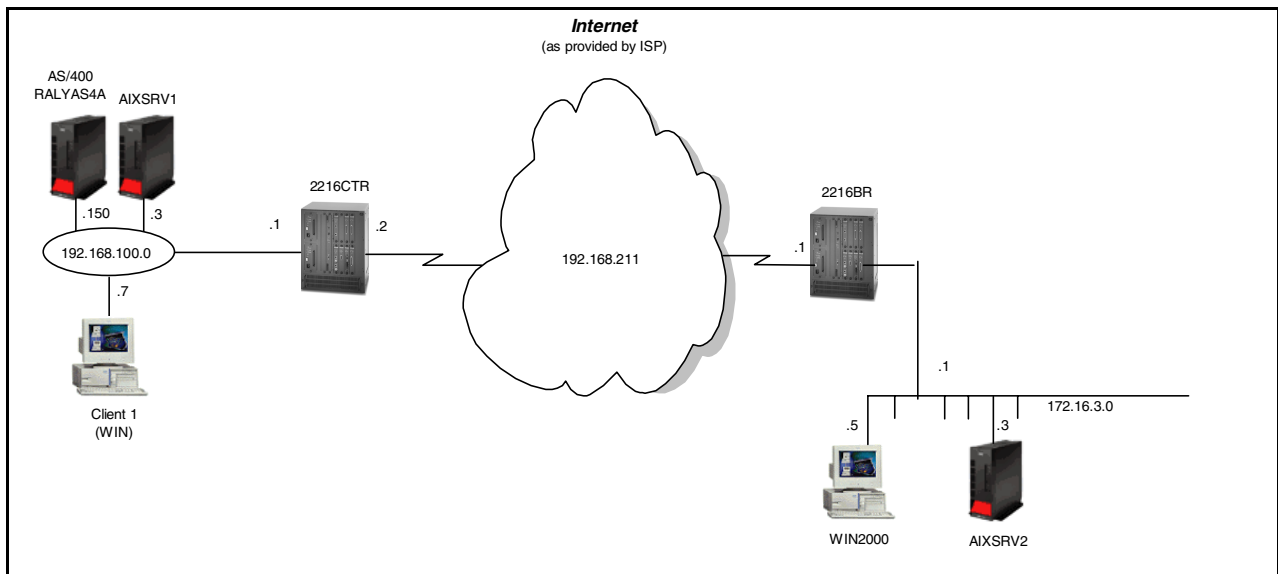 Internet
(as provided by ISP)
AS/400
RALYAS4A
AIXSRV1
.150
.3
192.168.100.0
.7
Client 1
(WIN)
2216CTR
.1
.2
192.168.211
2216BR
.1
.1
172.16.3.0
.5
.3
WIN2000
AIXSRV2